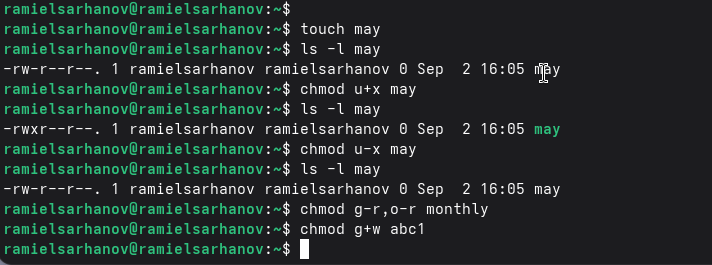 ramielsarhanov@ramielsarhanov:~$
ramielsarhanov@ramielsarhanov:~$ touch may
ramielsarhanov@ramielsarhanov:~$ ls -l may
-rw-r--r--. 1 ramielsarhanov ramielsarhanov 0 Sep  2 16:05 may
ramielsarhanov@ramielsarhanov:~$ chmod u+x may
ramielsarhanov@ramielsarhanov:~$ ls -l may
-rwxr--r--. 1 ramielsarhanov ramielsarhanov 0 Sep  2 16:05 may
ramielsarhanov@ramielsarhanov:~$ chmod u-x may
ramielsarhanov@ramielsarhanov:~$ ls -l may
-rw-r--r--. 1 ramielsarhanov ramielsarhanov 0 Sep  2 16:05 may
ramielsarhanov@ramielsarhanov:~$ chmod g-r,o-r monthly
ramielsarhanov@ramielsarhanov:~$ chmod g+w abc1
ramielsarhanov@ramielsarhanov:~$